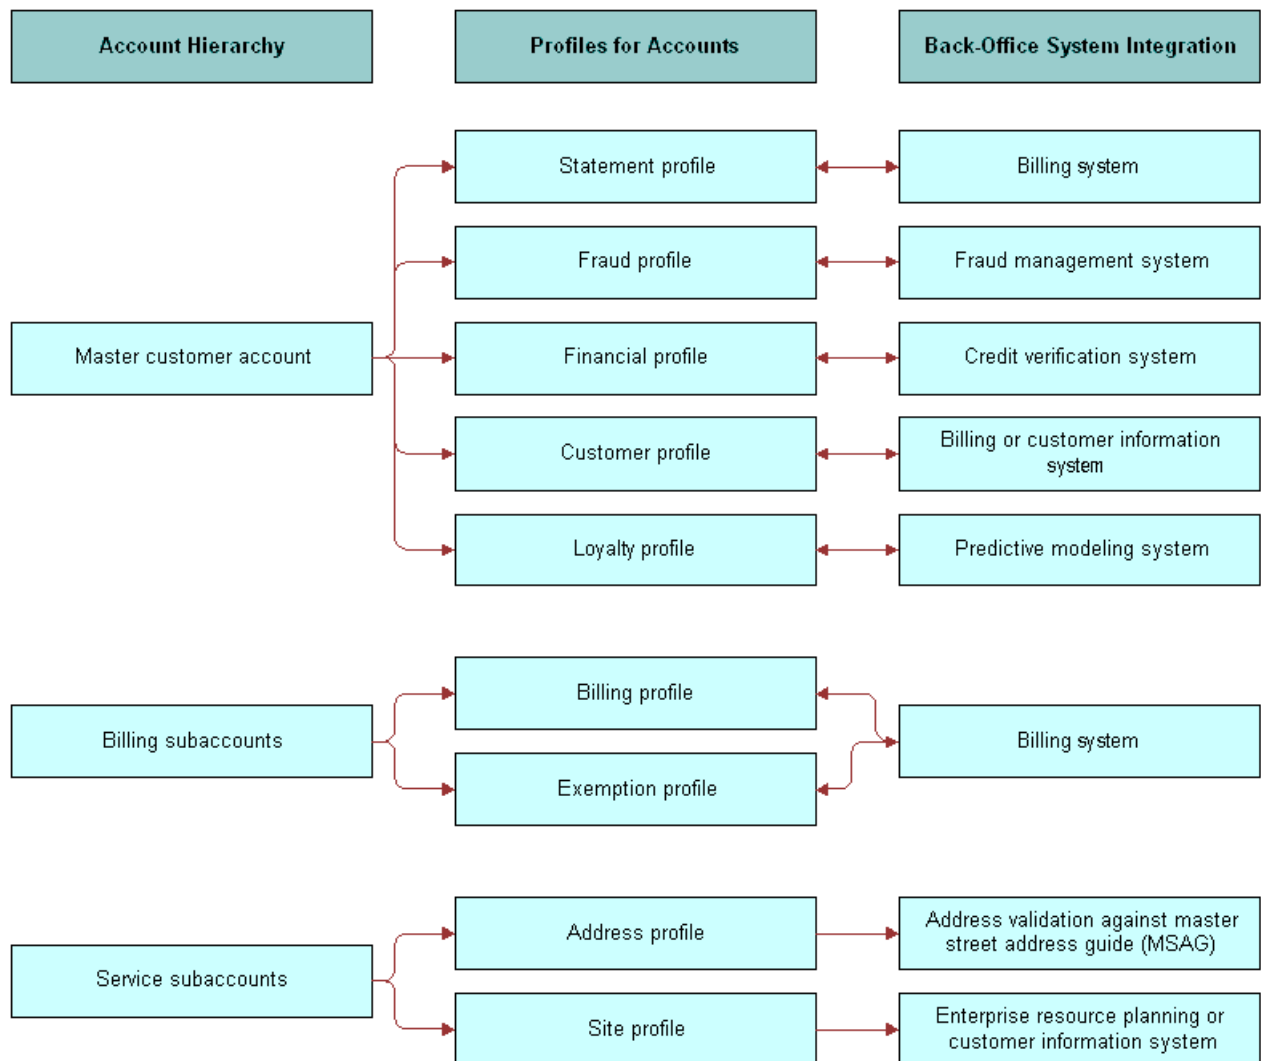 Account Hierarchy
Profiles for Accounts
Back-Office System Integration
Statement profile
Billing system
Fraud profile
Fraud management system
Master customer account
Financial profile
Credit verification system
Customer profile
Billing or customer information
system
Loyalty profile
Predictive modeling system
Billing profile
Billing subaccounts
Billing system
Exemption profile
Address profile
Address validation against master
street address guide (MSAG)
Service subaccounts
Site profile
Enterprise resource planning or
customer information system